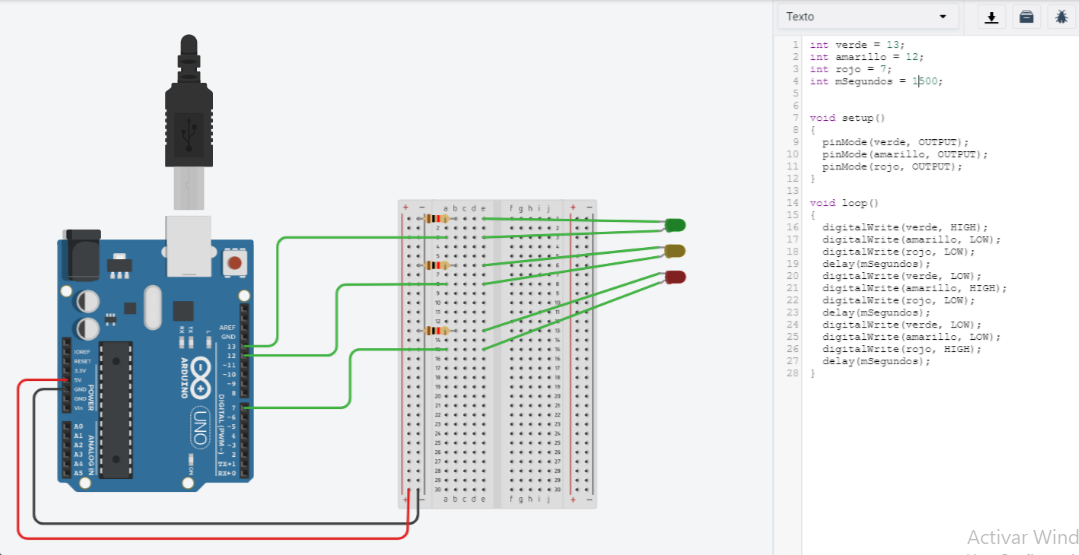 Texto
1 int verde = 13;
2 int amarillo = 12;
3 int rojo = 7;
4 int mSegundos = 1500;
5
6
7 void setup()
8 {
9 pinMode(verde, OUTPUT);
10 pinMode(amarillo, OUTPUT);
11 pinMode(rojo, OUTPUT);
12 }
13
14 void loop()
15 {
16 digitalWrite(verde, HIGH);
17 digitalWrite(amarillo, LOW);
18 digitalWrite(rojo, LOW);
19 delay(mSegundos);
20 digitalWrite(verde, LOW);
21 digitalWrite(amarillo, HIGH);
22 digitalWrite(rojo, LOW);
23 delay(mSegundos);
24 digitalWrite(verde, LOW);
25 digitalWrite(amarillo, LOW);
26 digitalWrite(rojo, HIGH);
27 delay(mSegundos);
28 }
a b c d e
f g h i j
AREF
GND
13
12
~11
~10
~9
8
7
~6
~5
4
~3
2
TX→1
RX←0
DIGITAL (PWM~)
TX
RX
L
ON
ARDUINO
UNO
IOREF
RESET
3.3V
GND
GND
Vin
POWER
A0
A1
A2
A3
A4
A5
ANALOG IN
a b c d e
f g h i j
Activar Wind